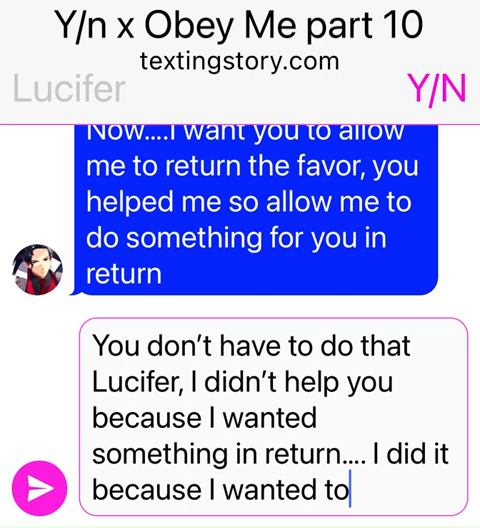 Y/n x Obey Me part 10
textingstory.com
Lucifer
Y/N
Now....I want you to allow
me to return the favor, you
helped me so allow me to
do something for you in
return
You don’t have to do that
Lucifer, I didn’t help you
because I wanted
something in return.... I did it
because I wanted to